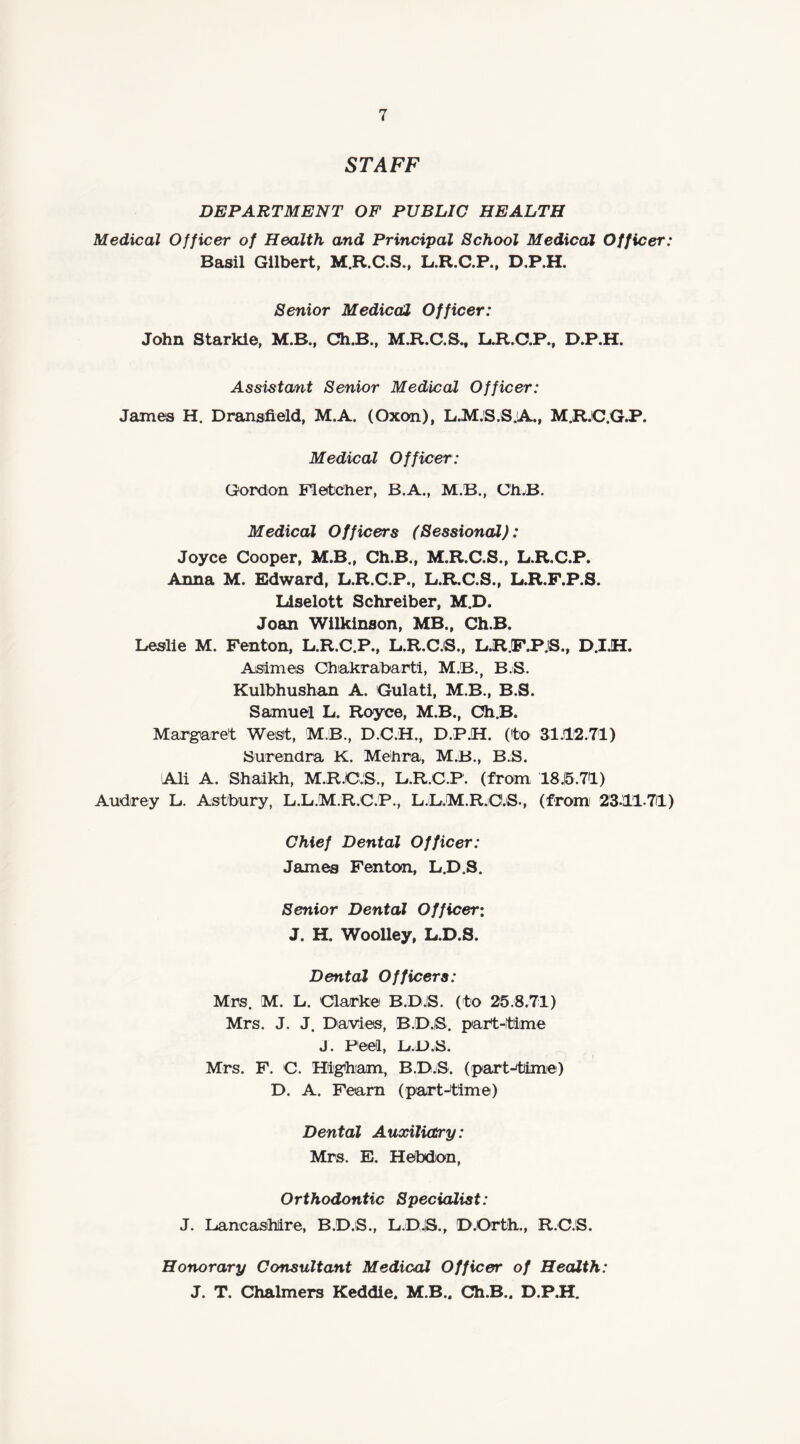 7
STAFF
DEPARTMENT OF PUBLIC HEALTH
Medical Officer of Health and Principal School Medical Officer:
Basil Gilbert, M.R.C.S., L.R.C.P., D.P.H.
Senior Medical Officer:
John Starkie, M.B., Ch.B., M.R.C.S., L.R.C.P., D.P.H.
Assistant Senior Medical Officer:
James H. Dransfield, M.A. (Oxon), L.M.S.S.A., M.R.C.G.P.
Medical Officer:
Gordon Fletcher, B.A., M.B., Ch.B.
Medical Officers (Sessional):
Joyce Cooper, M.B., Ch.B., M.R.C.S., L.R.C.P.
Anna M. Edward, L.R.C.P., L.R.C.S., L.R.F.P.S.
Liselott Schreiber, M.D.
Joan Wilkinson, MB., Ch.B.
Leslie M. Fenton, L.R.C.P., L.R.C.S., L.R.F.P.S., D.I.H.
Asimes Chakrabarti, M.B., B.S.
Kulbhushan A. Gulati, M.B., B.S.
Samuel L. Royce, M.B., Ch.B.
Margaret West, M.B., D.C.H., D.P.H. (to 31.12.71)
Surendra K. Mehra, M.B., B.S.
Ali A. Shaikh, M.R.C.S., L.R.C.P. (from 18.5.71)
Audrey L. Astbury, L.L.M.R.C.P., L.L.M.R.C.S., (from 23.11.71)
Chief Dental Officer:
James Fenton, L.D.S.
Senior Dental Officer:
J. H. Woolley, L.D.S.
Dental Officers:
Mrs. M. L. Clarke B.D.S. (to 25.8.71)
Mrs. J. J. Davies, B.D.S. part-time
J. Peel, L.D.S.
Mrs. F. C. Higham, B.D.S. (part-time)
D. A. Fearn (part-time)
Dental Auxiliary:
Mrs. E. Hebdon,
Orthodontic Specialist:
J. Lancashire, B.D.S., L.D.S., D.Orth., R.C.S.
Honorary Consultant Medical Officer of Health:
J. T. Chalmers Keddie, M.B., Ch.B., D.P.H.